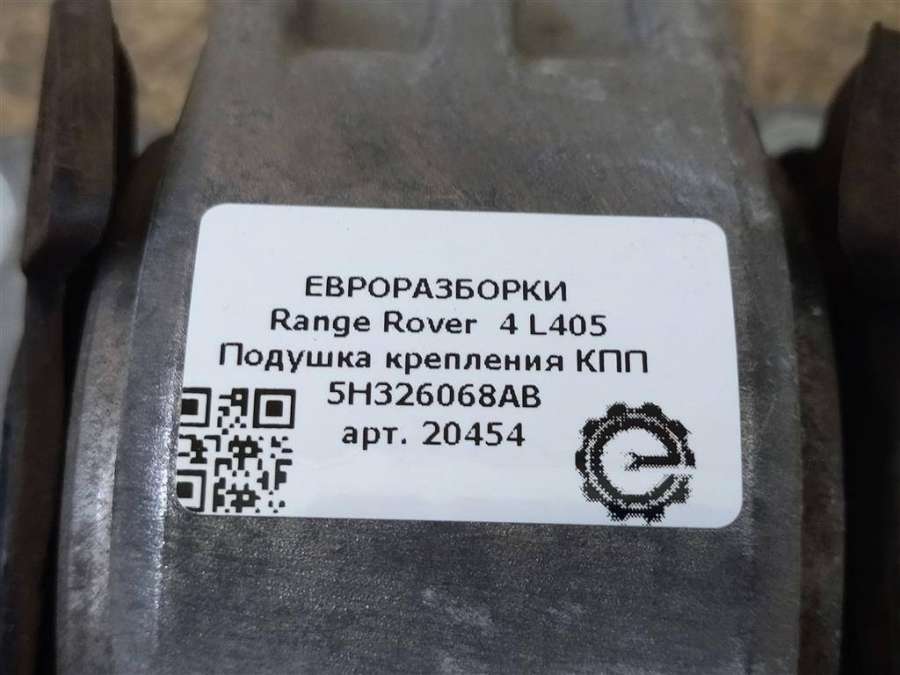 ЕВРОРАЗБОРКИ
Range Rover 4 L405
Подушка крепления КПП
5H326068AB
арт. 20454